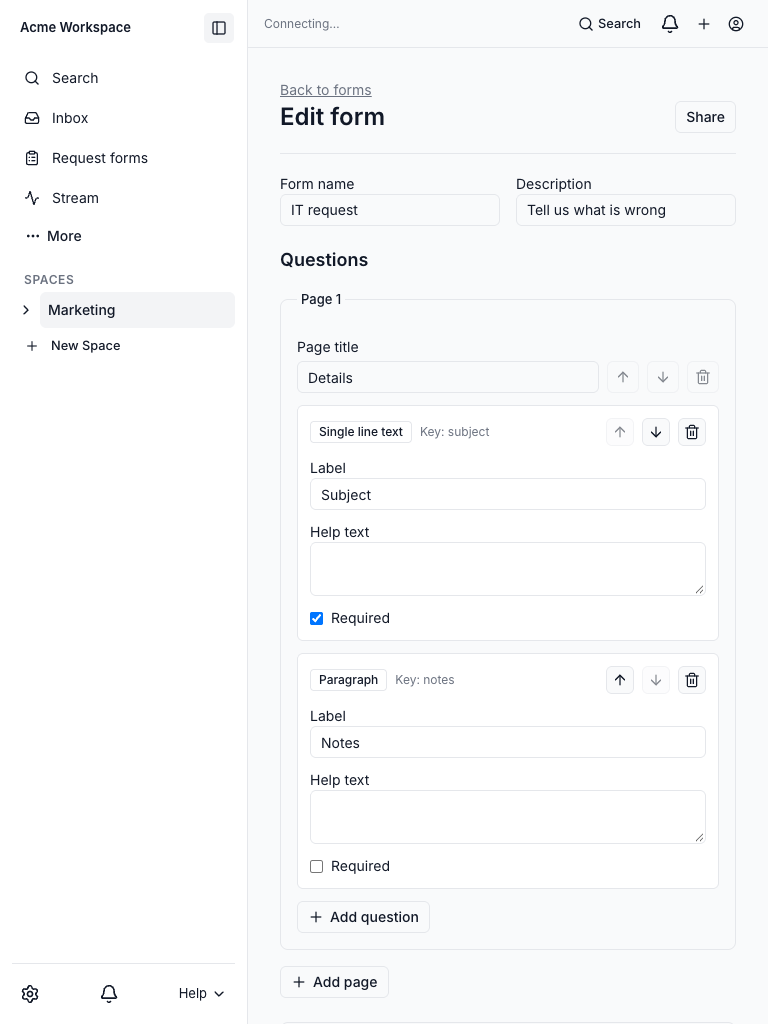 Acme Workspace
Search
Inbox
Request forms
Stream
More
SPACES
Marketing
New Space
Help
Connecting...
Search
Back to forms
Edit form
Share
Form name
Description
IT request
Tell us what is wrong
Questions
Page 1
Page title
Details
Single line text
Key: subject
Label
Subject
Help text
Required
Paragraph
Key: notes
Label
Notes
Help text
Required
Add question
Add page